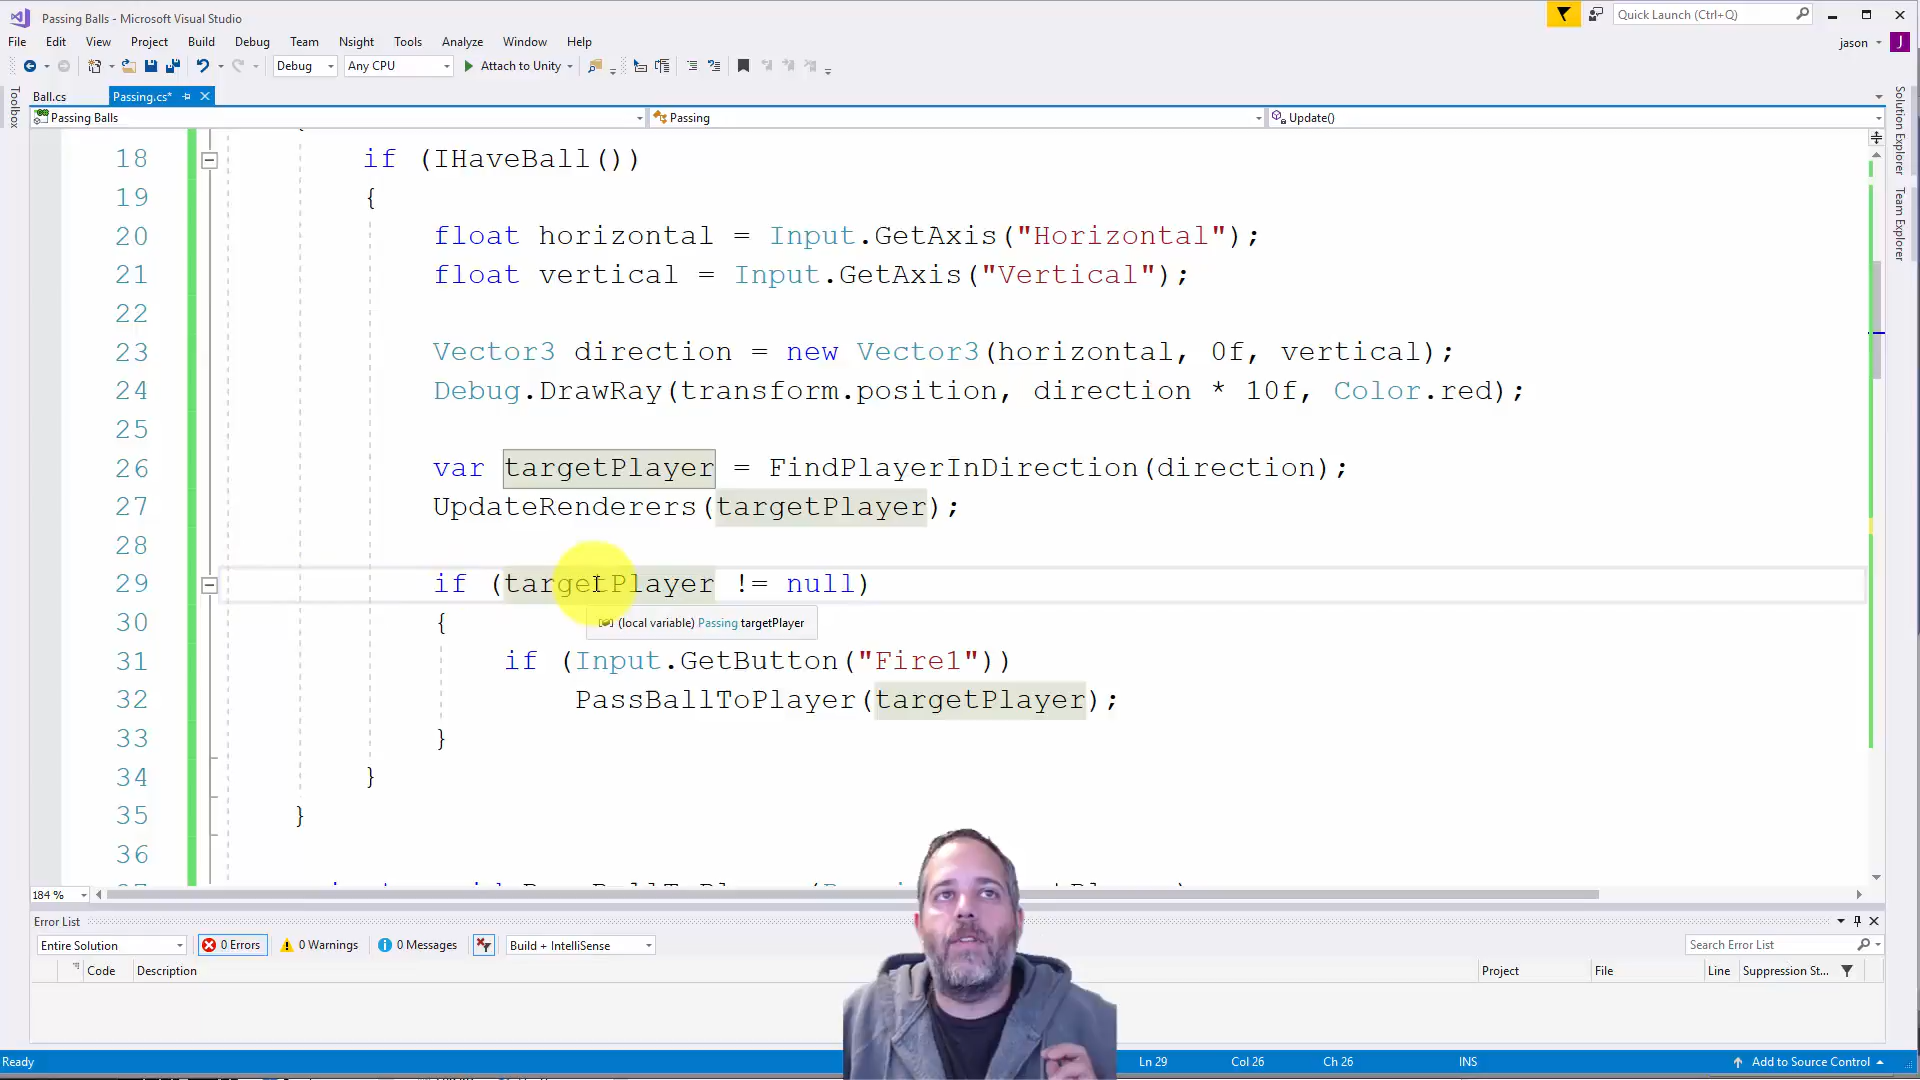 Passing Balls - Microsoft Visual Studio
Quick Launch (Ctrl+Q)
File Edit View Project Build Debug Team Nsight Tools Analyze Window Help
jason J
Debug Any CPU Attach to Unity
Toolbox
Ball.cs Passing.cs*
Passing Balls Passing Update()
Solution Explorer
Team Explorer
18 if (IHaveBall())
19 {
20 float horizontal = Input.GetAxis("Horizontal");
21 float vertical = Input.GetAxis("Vertical");
22
23 Vector3 direction = new Vector3(horizontal, 0f, vertical);
24 Debug.DrawRay(transform.position, direction * 10f, Color.red);
25
26 var targetPlayer = FindPlayerInDirection(direction);
27 UpdateRenderers(targetPlayer);
28
29 if (targetPlayer != null)
30 {
(local variable) Passing targetPlayer
31 if (Input.GetButton("Fire1"))
32 PassBallToPlayer(targetPlayer);
33 }
34 }
35 }
36
184 %
Error List
Entire Solution 0 Errors 0 Warnings 0 Messages Build + IntelliSense Search Error List
Code Description Project File Line Suppression St...
Ready Ln 29 Col 26 Ch 26 INS Add to Source Control